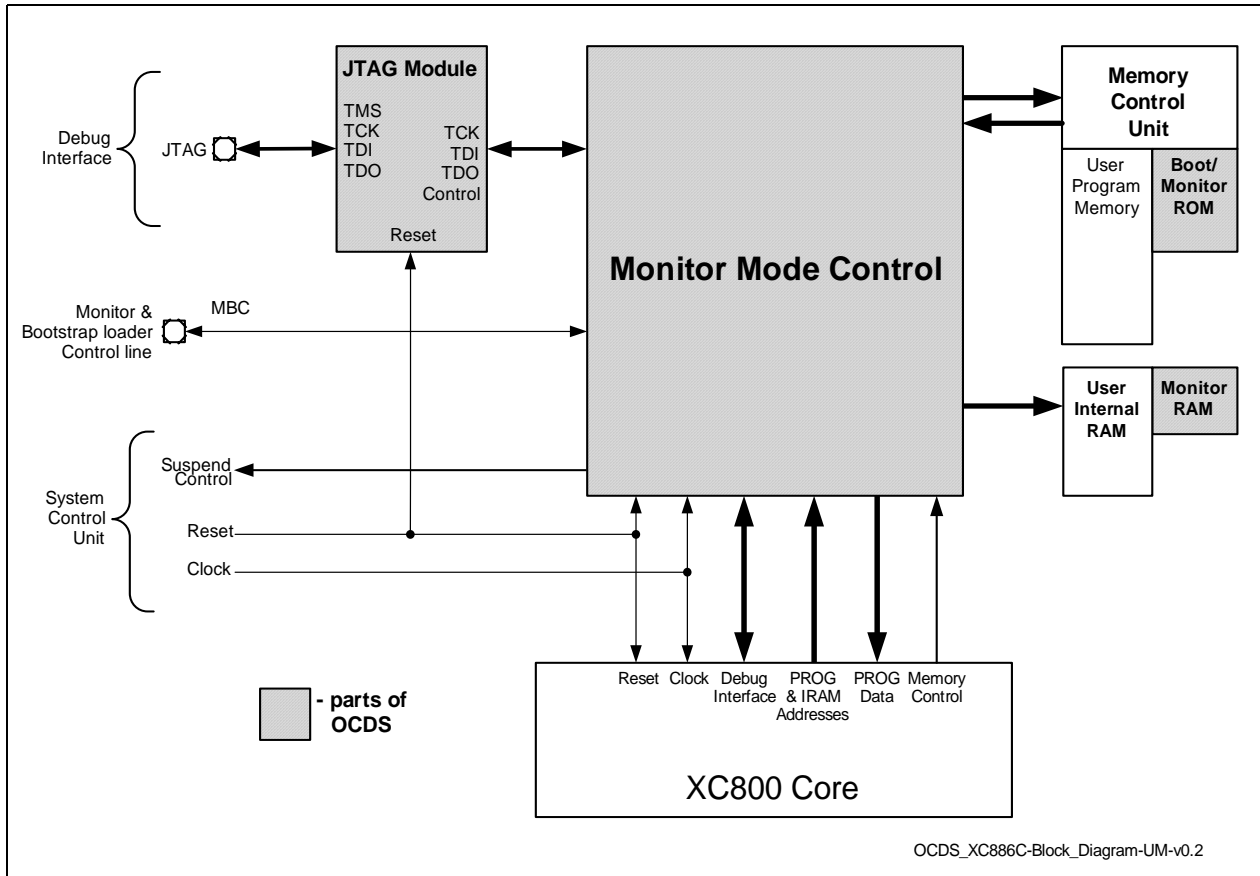 JTAG Module
TMS
TCK
TDI
TDO
TCK
TDI
TDO
Control
Reset
Debug
Interface
JTAG
Monitor Mode Control
Memory
Control
Unit
User
Program
Memory
Boot/
Monitor
ROM
Monitor &
Bootstrap loader
Control line
MBC
User
Internal
RAM
Monitor
RAM
System
Control
Unit
Suspend
Control
Reset
Clock
Reset
Clock
Debug
Interface
PROG
& IRAM
Addresses
PROG
Data
Memory
Control
- parts of
OCDS
XC800 Core
OCDS_XC886C-Block_Diagram-UM-v0.2